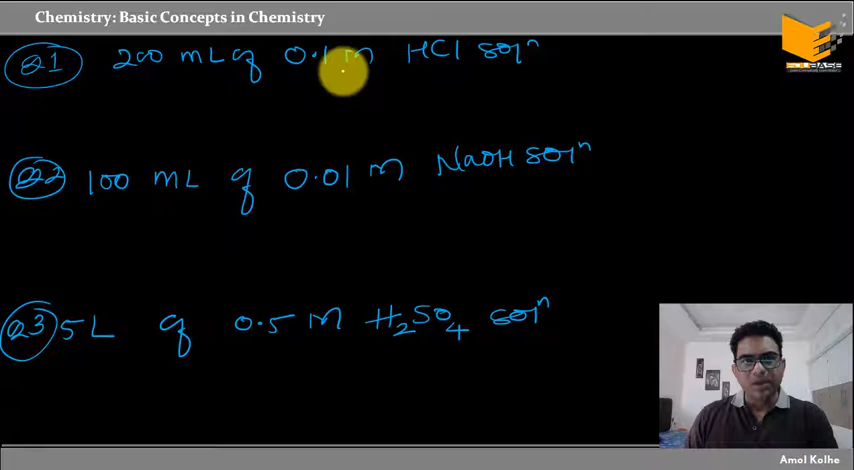 Chemistry: Basic Concepts in Chemistry
Q1 200 mL of 0.1 m HCl solⁿ
EDUBASE
Q2 100 mL of 0.01 m NaOH solⁿ
Q3 5 L of 0.5 M H₂SO₄ solⁿ
Amol Kolhe